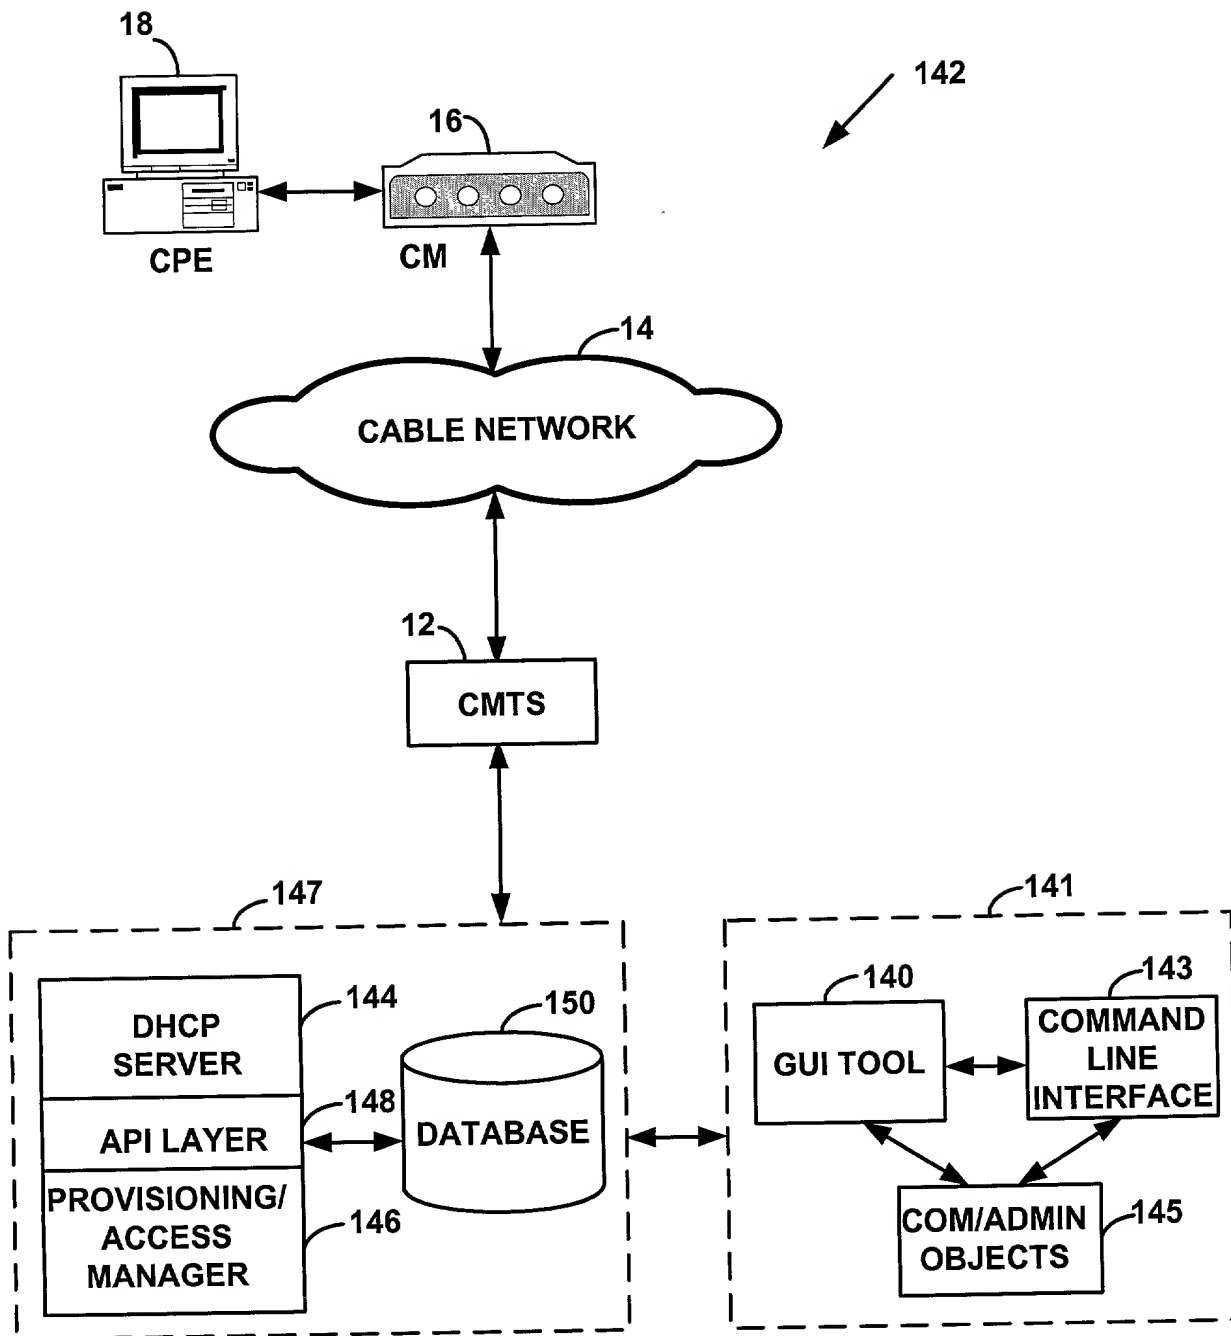 18
142
16
CPE
CM
14
CABLE NETWORK
12
CMTS
147
141
144
150
140
143
DHCP
SERVER
148
API LAYER
DATABASE
PROVISIONING/
ACCESS
MANAGER
146
GUI TOOL
COMMAND
LINE
INTERFACE
COM/ADMIN
OBJECTS
145